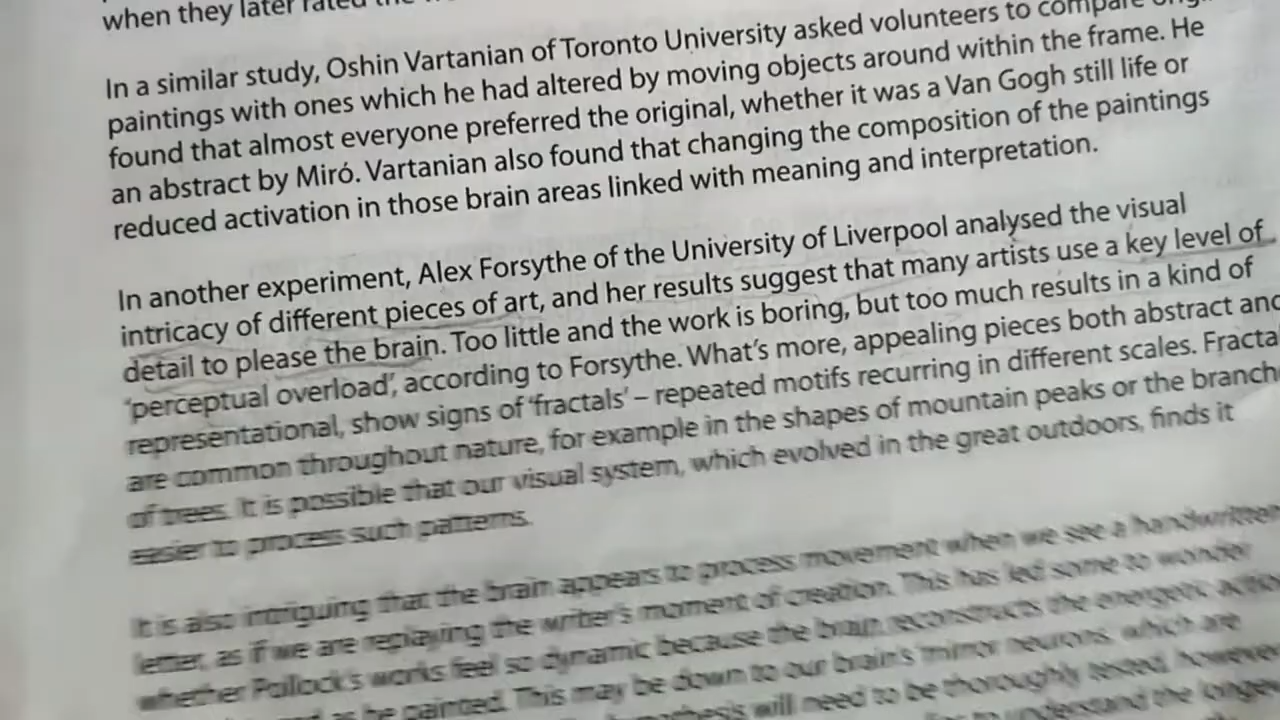 when they later rated the
In a similar study, Oshin Vartanian of Toronto University asked volunteers to compare
paintings with ones which he had altered by moving objects around within the frame. He
found that almost everyone preferred the original, whether it was a Van Gogh still life or
an abstract by Miró. Vartanian also found that changing the composition of the paintings
reduced activation in those brain areas linked with meaning and interpretation.
In another experiment, Alex Forsythe of the University of Liverpool analysed the visual
intricacy of different pieces of art, and her results suggest that many artists use a key level of
detail to please the brain. Too little and the work is boring, but too much results in a kind of
'perceptual overload', according to Forsythe. What's more, appealing pieces both abstract and
representational, show signs of 'fractals' – repeated motifs recurring in different scales. Fracta
are common throughout nature, for example in the shapes of mountain peaks or the branche
of trees. It is possible that our visual system, which evolved in the great outdoors, finds it
easier to process such patterns.
It is also intriguing that the brain appears to process movement when we see a handwritten
letter, as if we are replaying the writer's moment of creation. This has led some to wonder
whether Pollock's works feel so dynamic because the brain reconstructs the energetic actio
as he painted. This may be down to our brain's 'mirror neurons', which are
will need to be thoroughly tested, however
to understand the longe